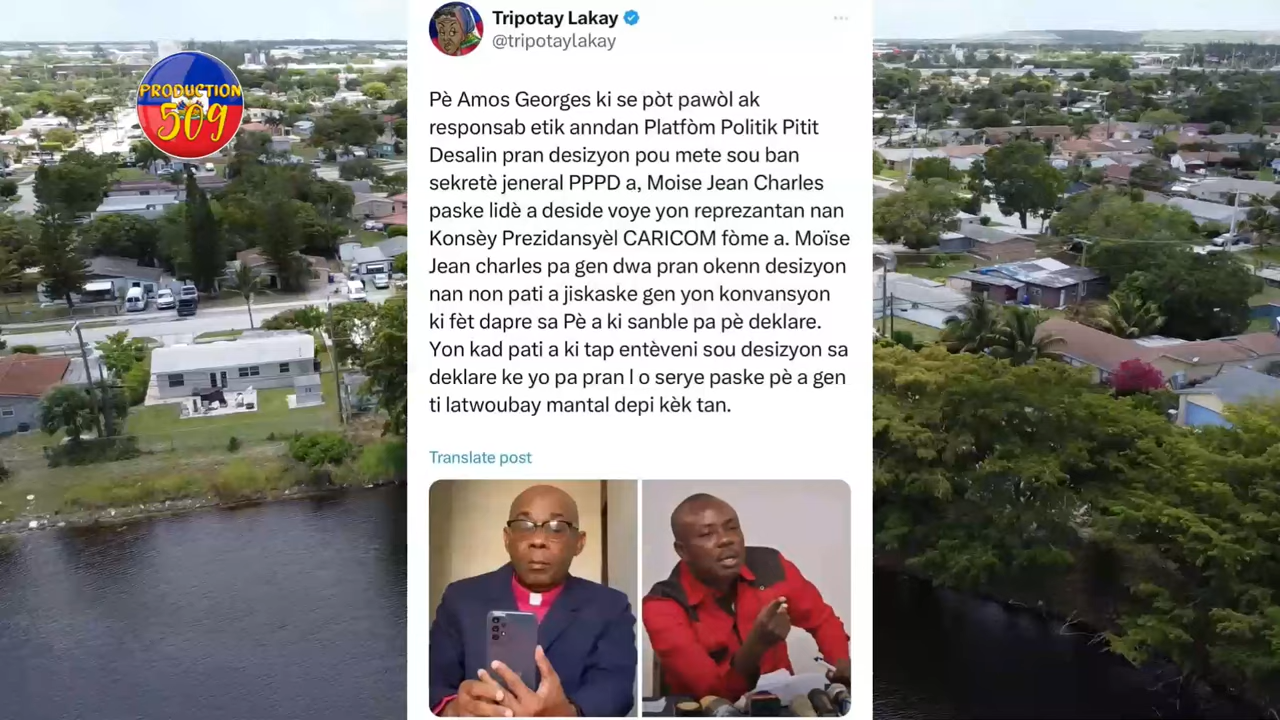 PRODUCTION
509
Tripotay Lakay
@tripotaylakay
Pè Amos Georges ki se pòt pawòl ak
responsab etik anndan Platfòm Politik Pitit
Desalin pran desizyon pou mete sou ban
sekretè jeneral PPPD a, Moise Jean Charles
paske lidè a deside voye yon reprezantan nan
Konsèy Prezidansyèl CARICOM fòme a. Moïse
Jean charles pa gen dwa pran okenn desizyon
nan non pati a jiskaske gen yon konvansyon
ki fèt dapre sa Pè a ki sanble pa pè deklare.
Yon kad pati a ki tap entèveni sou desizyon sa
deklare ke yo pa pran l o serye paske pè a gen
ti latwoubay mantal depi kèk tan.
Translate post